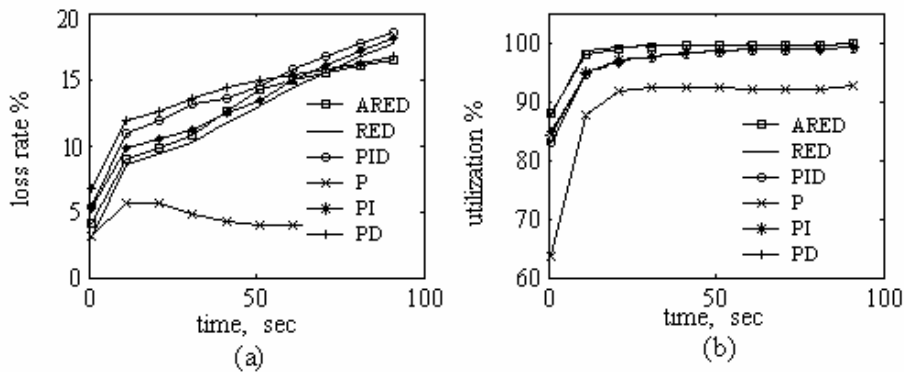 20
15
10
5
0
loss rate %
ARED
RED
PID
P
PI
PD
0
50
100
time, sec
(a)
100
90
80
70
60
utilization %
ARED
RED
PID
P
PI
PD
0
50
100
time, sec
(b)